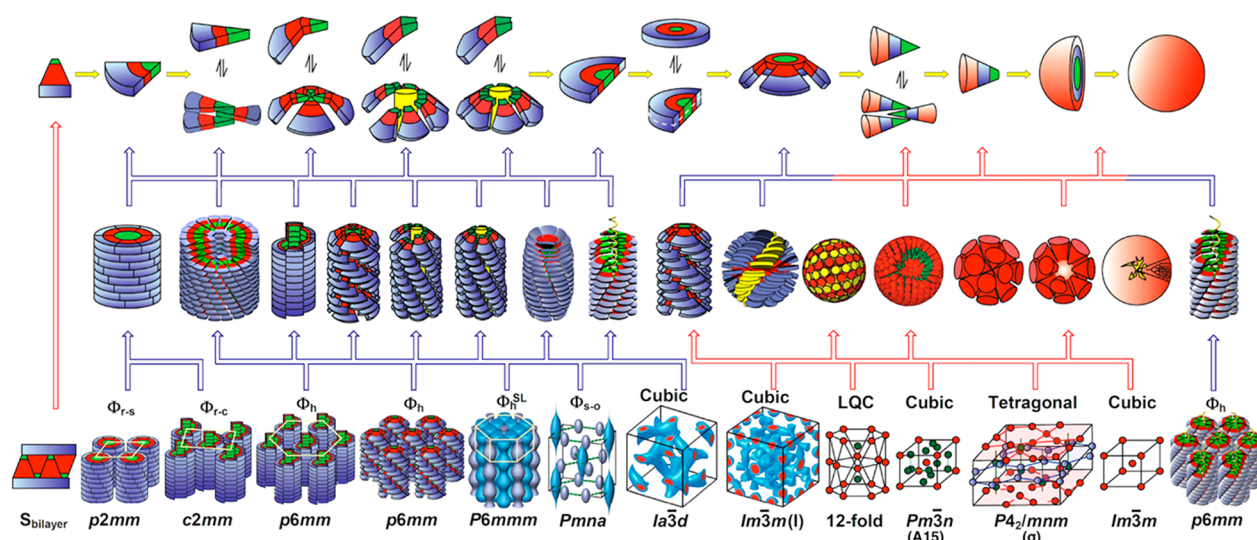 Φr-s
Φr-c
Φh
Φh
ΦhSL
Φs-o
Cubic
Cubic
LQC
Cubic
Tetragonal
Cubic
Φh
Sbilayer
p2mm
c2mm
p6mm
p6mm
P6mmm
Pmna
Ia3̅d
Im3̅m(I)
12-fold
Pm3̅n
(A15)
P42/mnm
(σ)
Im3̅m
p6mm